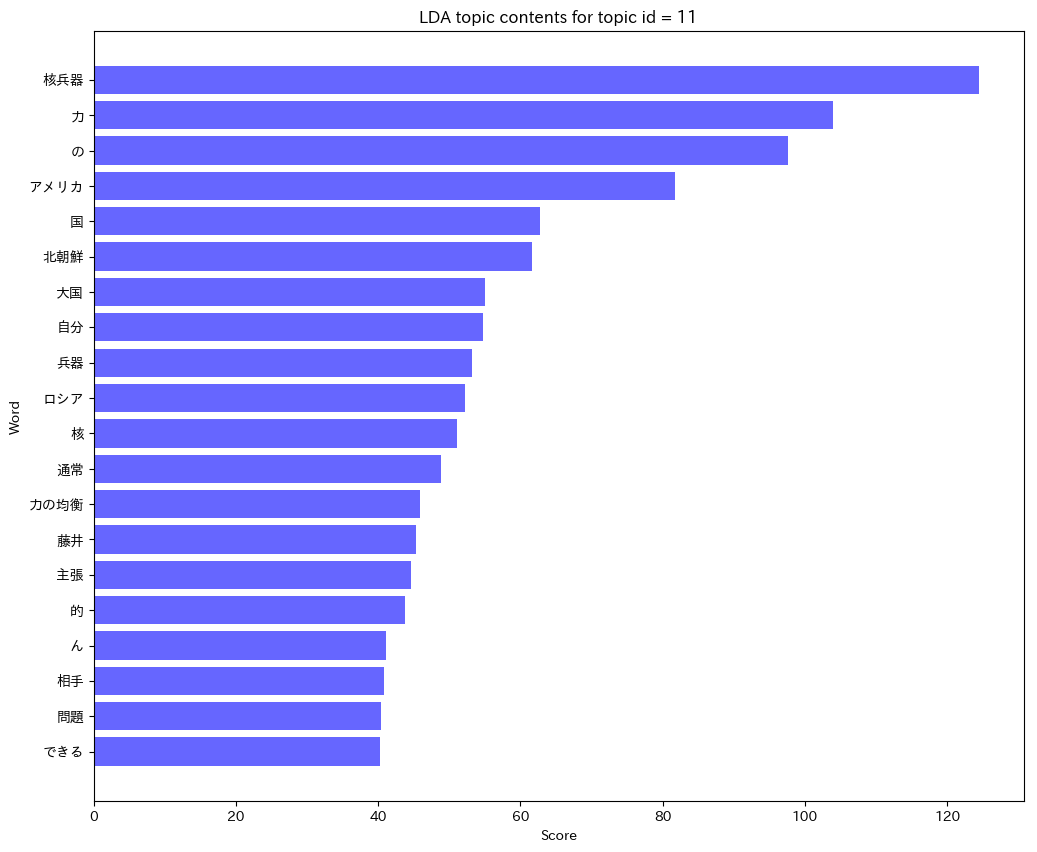 LDA topic contents for topic id = 11
核兵器
力
の
アメリカ
国
北朝鮮
大国
自分
兵器
ロシア
核
通常
力の均衡
藤井
主張
的
ん
相手
問題
できる
Word
0 20 40 60 80 100 120
Score